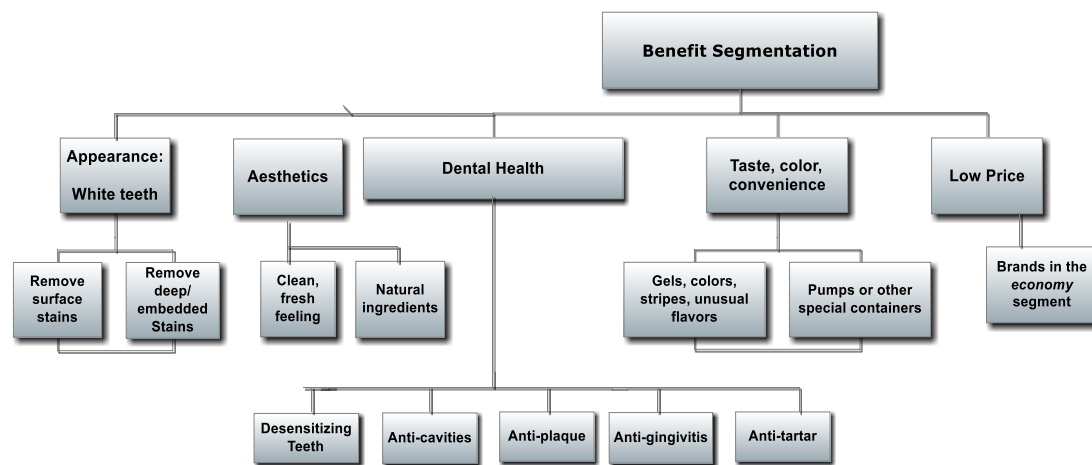 Benefit Segmentation
Appearance:
White teeth
Aesthetics
Dental Health
Taste, color,
convenience
Low Price
Remove
surface
stains
Remove
deep/
embedded
Stains
Clean,
fresh
feeling
Natural
ingredients
Gels, colors,
stripes, unusual
flavors
Pumps or other
special containers
Brands in the
economy
segment
Desensitizing
Teeth
Anti-cavities
Anti-plaque
Anti-gingivitis
Anti-tartar